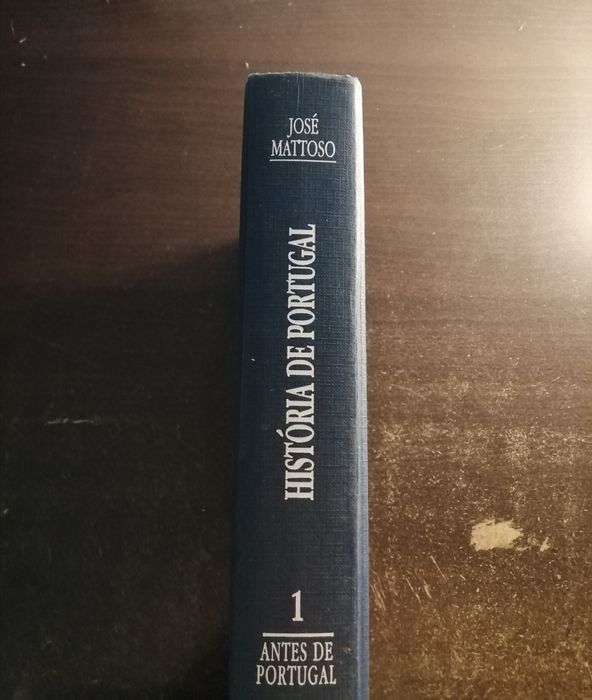 JOSÉ
MATTOSO
HISTÓRIA DE PORTUGAL
1
ANTES DE
PORTUGAL